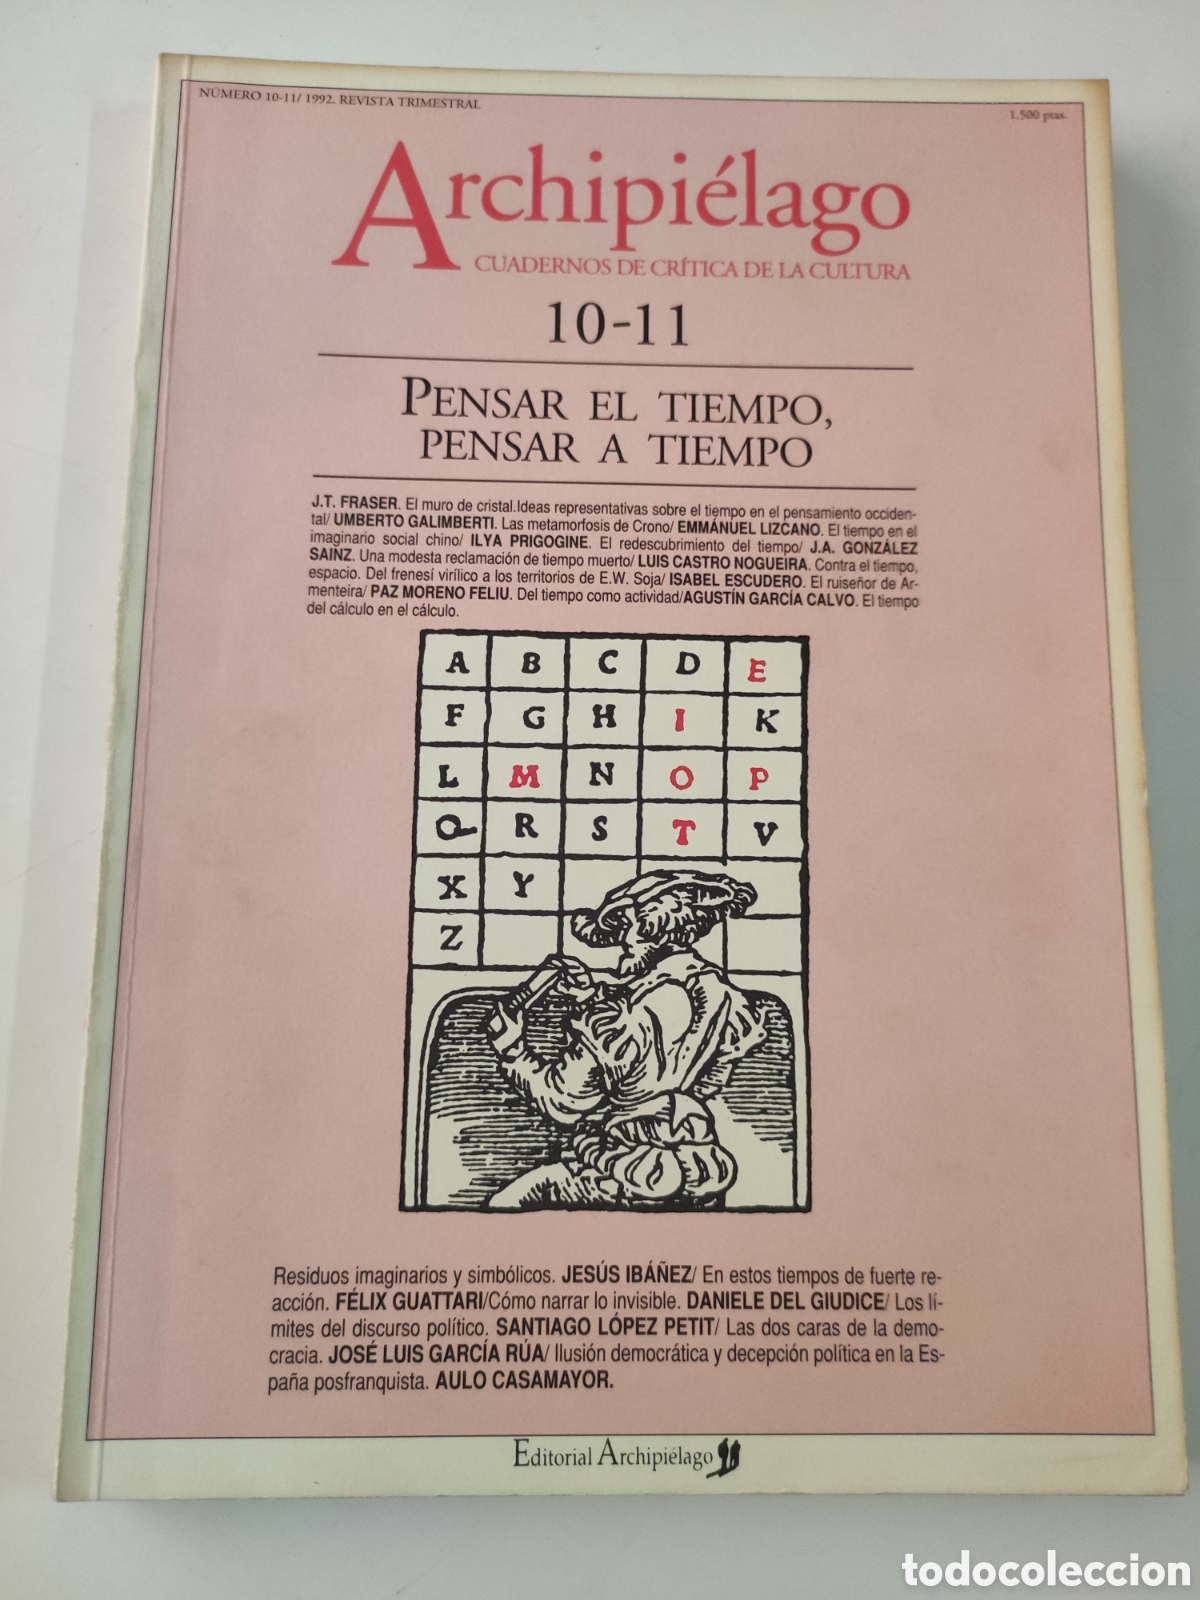 NÚMERO 10-11/ 1992. REVISTA TRIMESTRAL
1.500 ptas.
Archipiélago
CUADERNOS DE CRÍTICA DE LA CULTURA
10-11
PENSAR EL TIEMPO,
PENSAR A TIEMPO
J.T. FRASER. El muro de cristal.Ideas representativas sobre el tiempo en el pensamiento occiden-
tal/ UMBERTO GALIMBERTI. Las metamorfosis de Crono/ EMMÁNUEL LIZCANO. El tiempo en el
imaginario social chino/ ILYA PRIGOGINE. El redescubrimiento del tiempo/ J.A. GONZÁLEZ
SAINZ. Una modesta reclamación de tiempo muerto/ LUIS CASTRO NOGUEIRA. Contra el tiempo,
espacio. Del frenesí virílico a los territorios de E.W. Soja/ ISABEL ESCUDERO. El ruiseñor de Ar-
menteira/ PAZ MORENO FELIU. Del tiempo como actividad/AGUSTÍN GARCÍA CALVO. El tiempo
del cálculo en el cálculo.
A B C D E
F G H I K
L M N O P
Q R S T V
X Y
Z
Residuos imaginarios y simbólicos. JESÚS IBÁÑEZ/ En estos tiempos de fuerte re-
acción. FÉLIX GUATTARI/Cómo narrar lo invisible. DANIELE DEL GIUDICE/ Los lí-
mites del discurso político. SANTIAGO LÓPEZ PETIT/ Las dos caras de la demo-
cracia. JOSÉ LUIS GARCÍA RÚA/ Ilusión democrática y decepción política en la Es-
paña posfranquista. AULO CASAMAYOR.
Editorial Archipiélago
todocoleccion